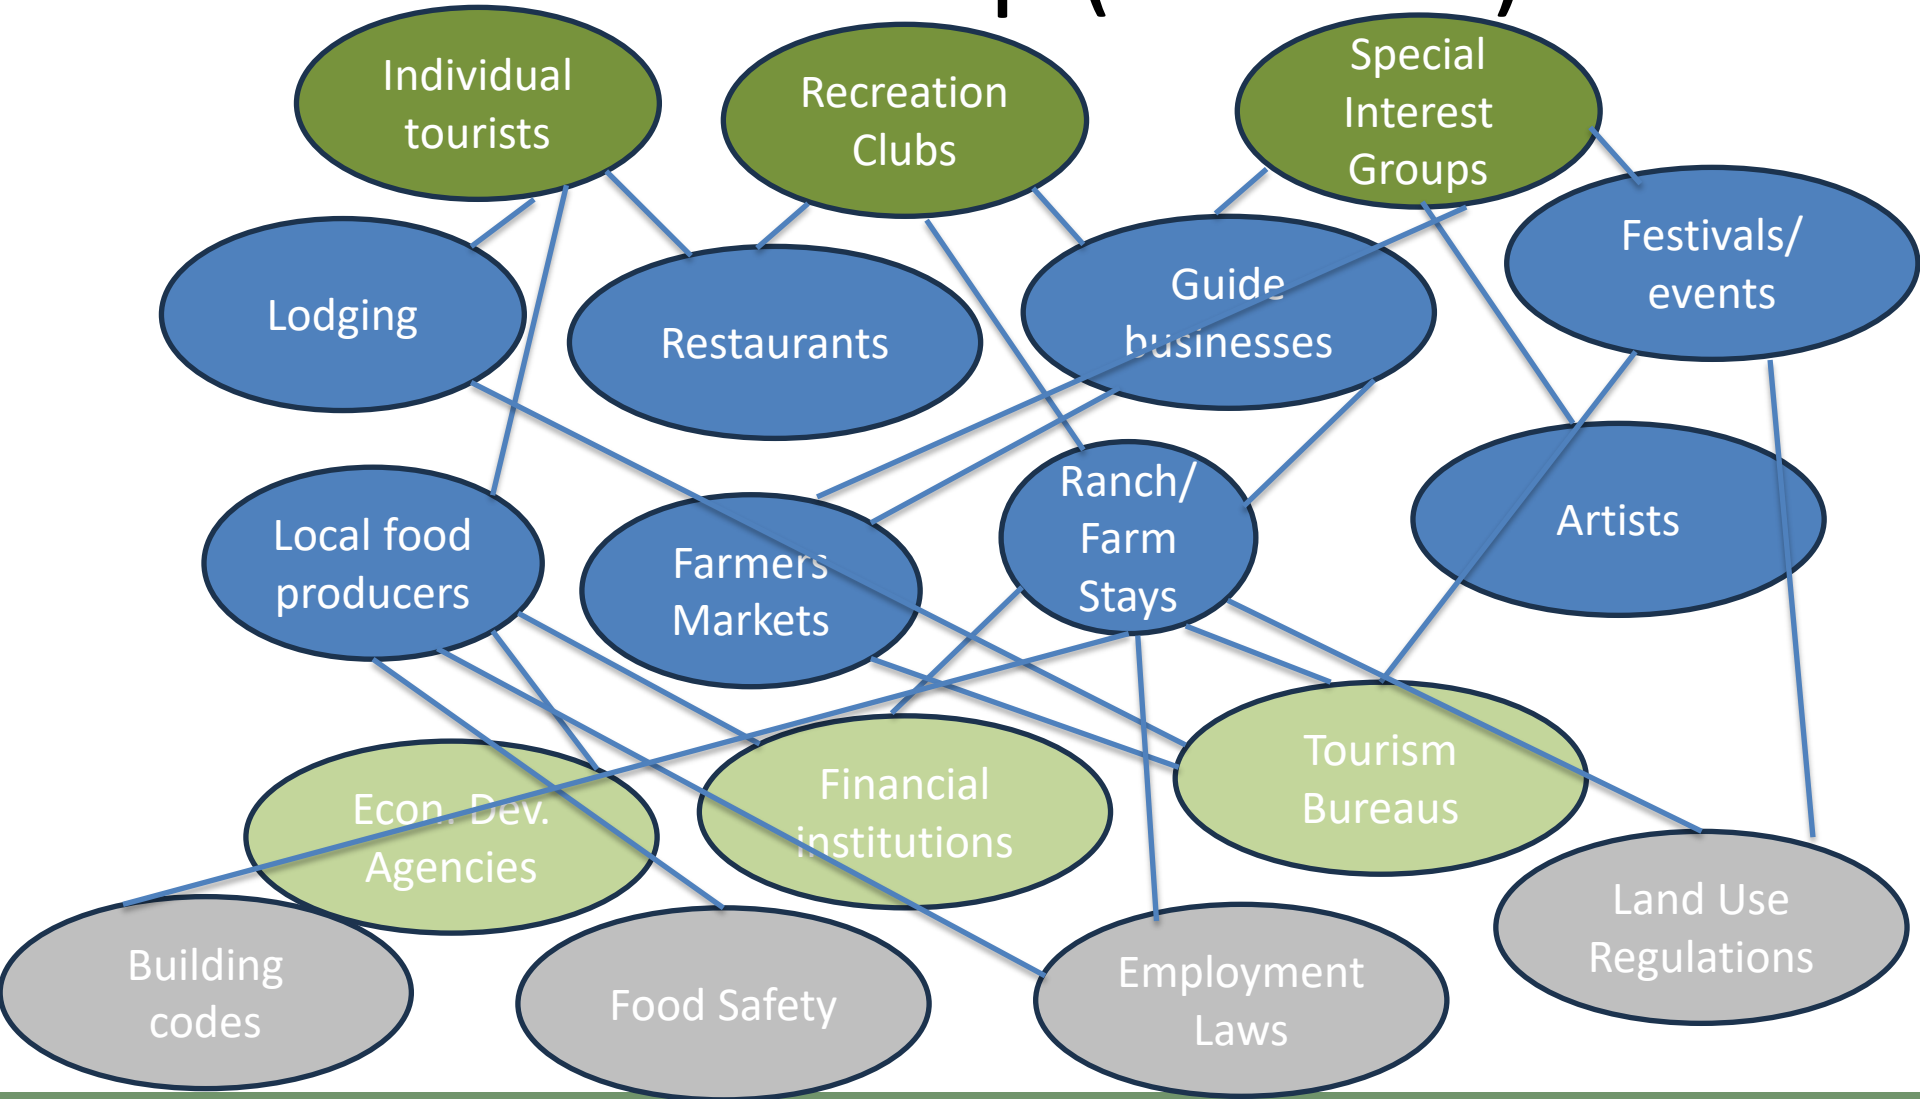 Individual
tourists
Recreation
Clubs
Special
Interest
Groups
Lodging
Restaurants
Guide
businesses
Festivals/
events
Local food
producers
Farmers
Markets
Ranch/
Farm
Stays
Artists
Econ. Dev.
Agencies
Financial
institutions
Tourism
Bureaus
Building
codes
Food Safety
Employment
Laws
Land Use
Regulations